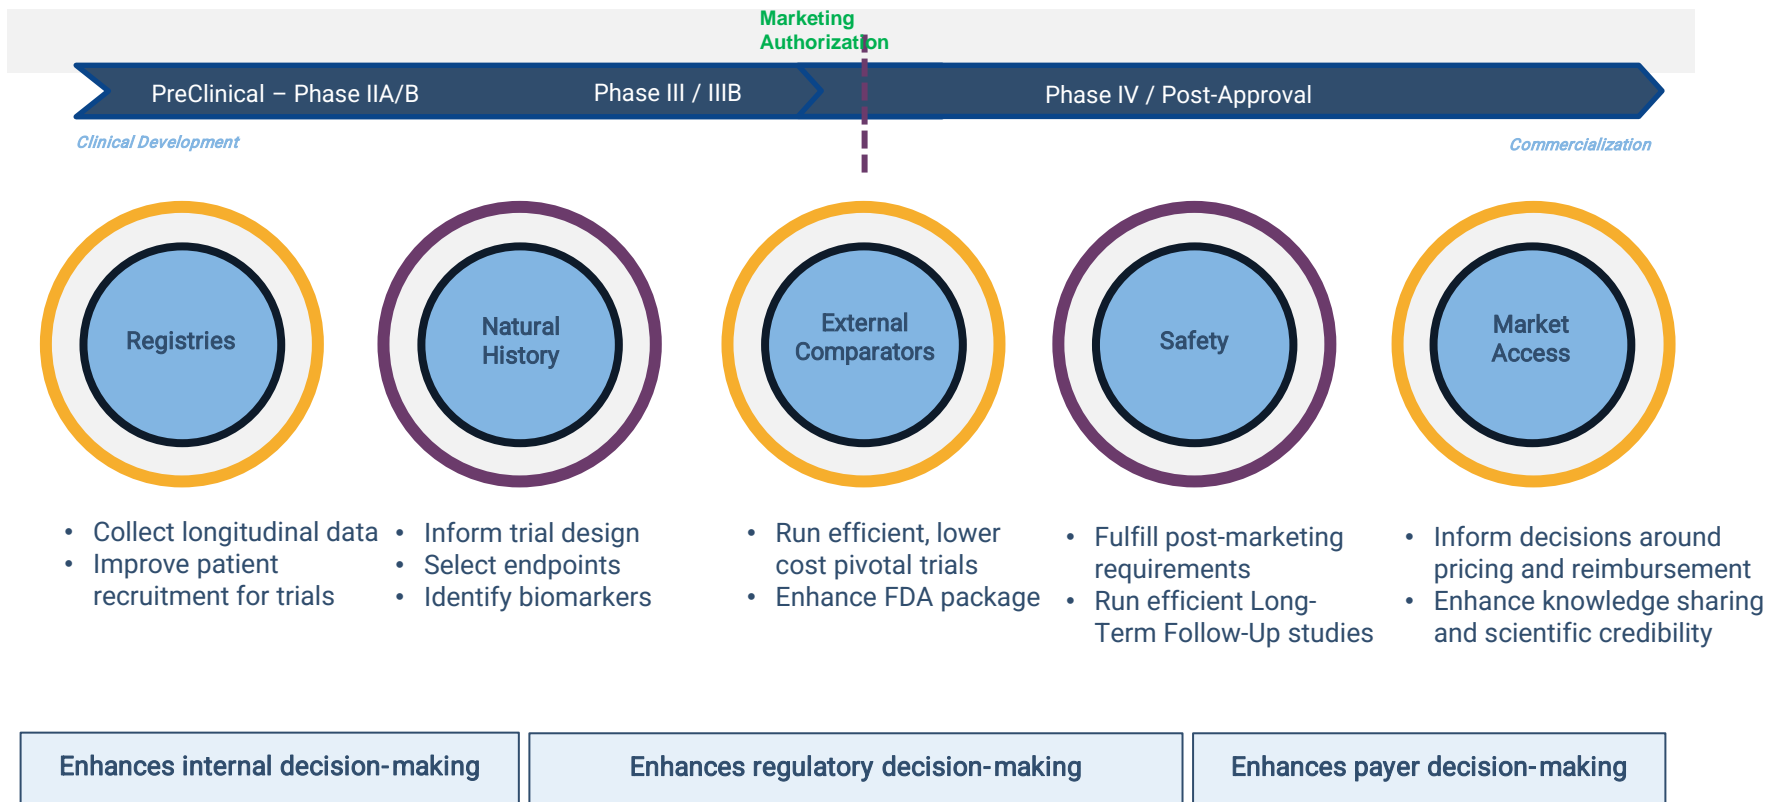 Marketing
Authorization
PreClinical – Phase IIA/B
Phase III / IIIB
Phase IV / Post-Approval
Clinical Development
Commercialization
Registries
Natural
History
External
Comparators
Safety
Market
Access
• Collect longitudinal data
• Improve patient
recruitment for trials
• Inform trial design
• Select endpoints
• Identify biomarkers
• Run efficient, lower
cost pivotal trials
• Enhance FDA package
• Fulfill post-marketing
requirements
• Run efficient Long-
Term Follow-Up studies
• Inform decisions around
pricing and reimbursement
• Enhance knowledge sharing
and scientific credibility
Enhances internal decision-making
Enhances regulatory decision-making
Enhances payer decision-making